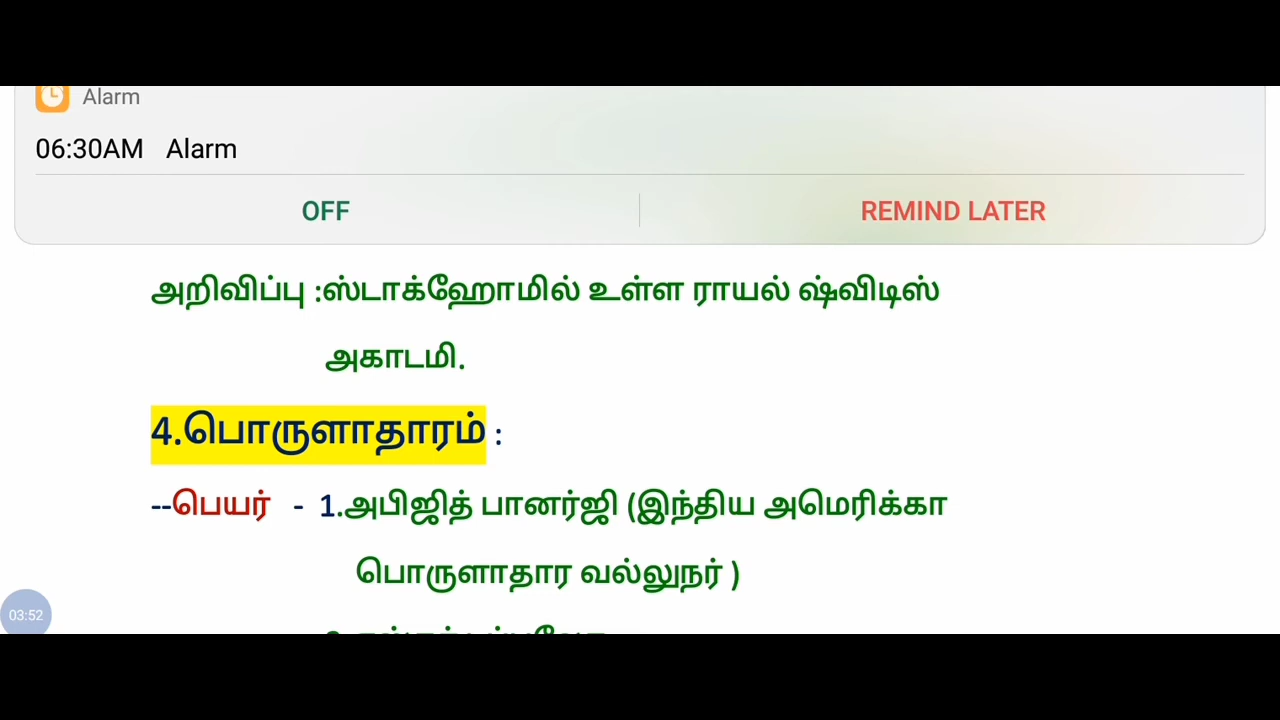 Alarm
06:30AM Alarm
OFF REMIND LATER
அறிவிப்பு :ஸ்டாக்ஹோமில் உள்ள ராயல் ஷ்விடிஸ்
அகாடமி.
4.பொருளாதாரம் :
--பெயர் - 1.அபிஜித் பானர்ஜி (இந்திய அமெரிக்கா
பொருளாதார வல்லுநர் )
03:52